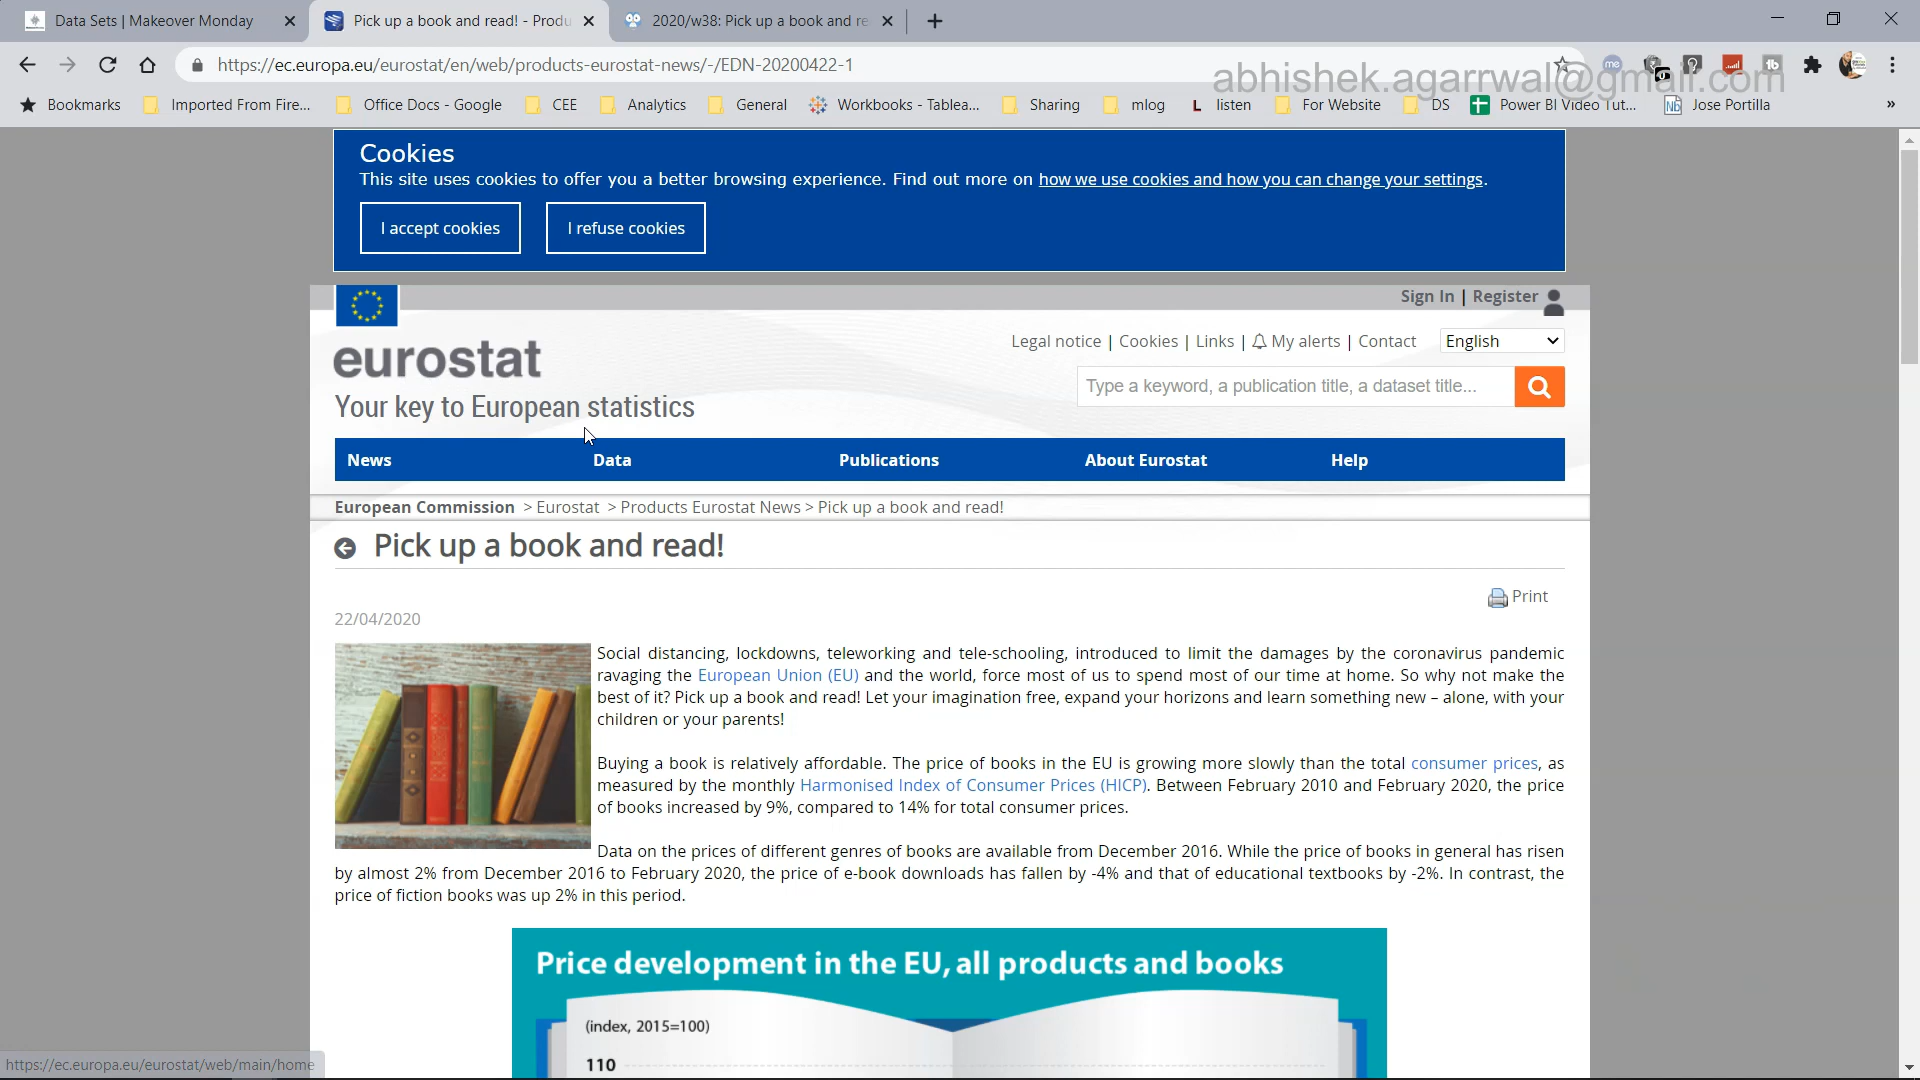 Data Sets | Makeover Monday
Pick up a book and read! - Produ
2020/w38: Pick up a book and re
https://ec.europa.eu/eurostat/en/web/products-eurostat-news/-/EDN-20200422-1
abhishek.agarrwal@gmail.com
Bookmarks
Imported From Fire...
Office Docs - Google
CEE
Analytics
General
Workbooks - Tablea...
Sharing
mlog
L listen
For Website
DS
Power BI Video Tut...
Jose Portilla
»
Cookies
This site uses cookies to offer you a better browsing experience. Find out more on how we use cookies and how you can change your settings.
I accept cookies
I refuse cookies
Sign In | Register
Legal notice | Cookies | Links | My alerts | Contact
English
eurostat
Your key to European statistics
Type a keyword, a publication title, a dataset title...
News
Data
Publications
About Eurostat
Help
European Commission > Eurostat > Products Eurostat News > Pick up a book and read!
Pick up a book and read!
Print
22/04/2020
Social distancing, lockdowns, teleworking and tele-schooling, introduced to limit the damages by the coronavirus pandemic
ravaging the European Union (EU) and the world, force most of us to spend most of our time at home. So why not make the
best of it? Pick up a book and read! Let your imagination free, expand your horizons and learn something new – alone, with your
children or your parents!
Buying a book is relatively affordable. The price of books in the EU is growing more slowly than the total consumer prices, as
measured by the monthly Harmonised Index of Consumer Prices (HICP). Between February 2010 and February 2020, the price
of books increased by 9%, compared to 14% for total consumer prices.
Data on the prices of different genres of books are available from December 2016. While the price of books in general has risen
by almost 2% from December 2016 to February 2020, the price of e-book downloads has fallen by -4% and that of educational textbooks by -2%. In contrast, the
price of fiction books was up 2% in this period.
Price development in the EU, all products and books
(index, 2015=100)
110
https://ec.europa.eu/eurostat/web/main/home